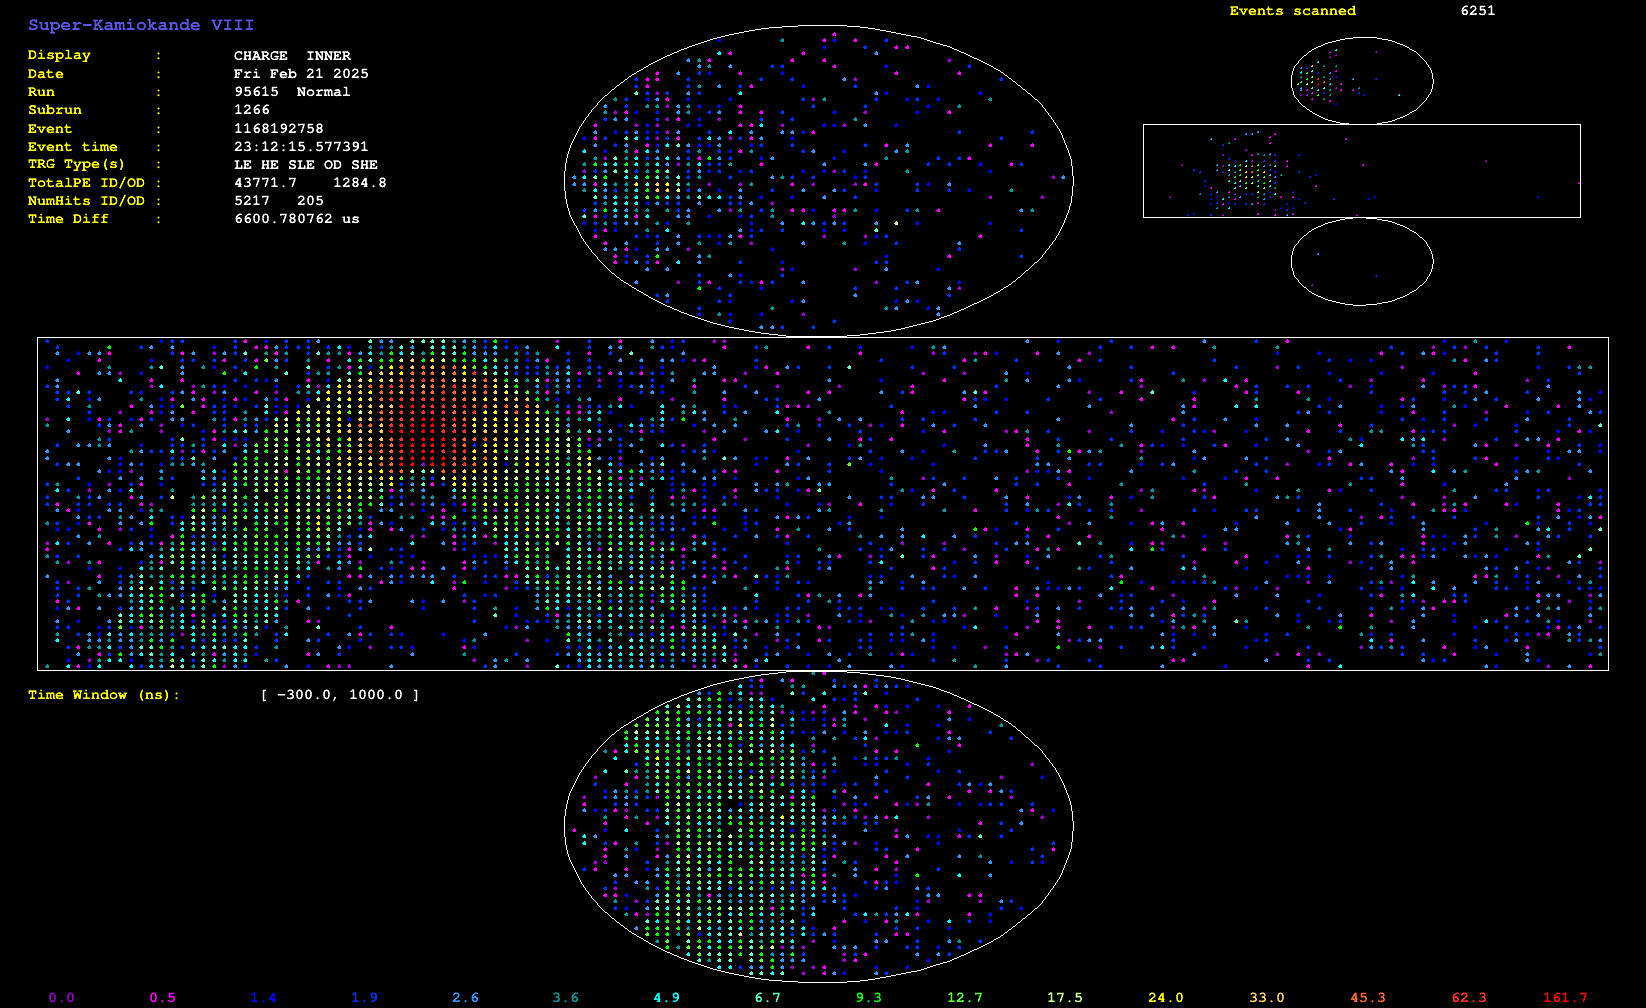 Super-Kamiokande VIII
Events scanned 6251
Display : CHARGE INNER
Date : Fri Feb 21 2025
Run : 95615 Normal
Subrun : 1266
Event : 1168192758
Event time : 23:12:15.577391
TRG Type(s) : LE HE SLE OD SHE
TotalPE ID/OD : 43771.7 1284.8
NumHits ID/OD : 5217 205
Time Diff : 6600.780762 us
Time Window (ns): [ -300.0, 1000.0 ]
0.0 0.5 1.4 1.9 2.6 3.6 4.9 6.7 9.3 12.7 17.5 24.0 33.0 45.3 62.3 161.7